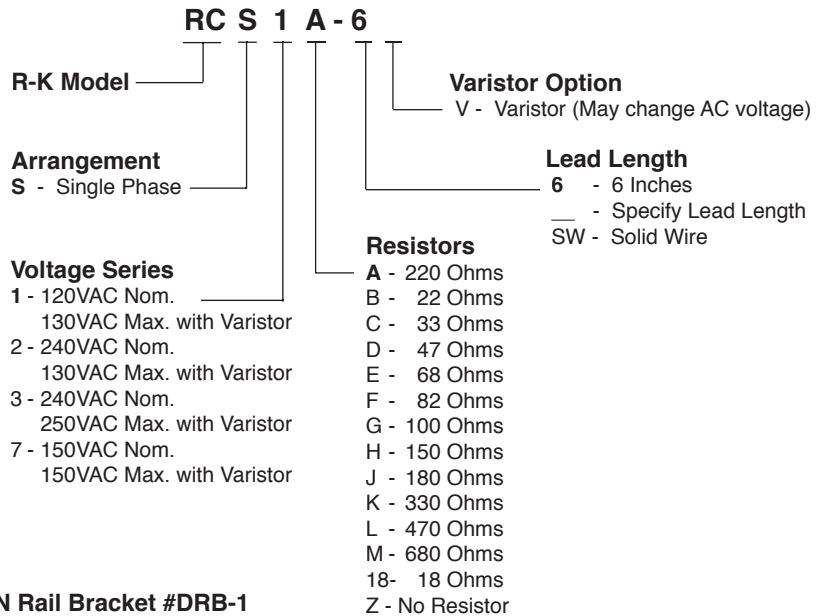 RC S 1 A - 6
R-K Model
Varistor Option
V - Varistor (May change AC voltage)
Arrangement
S - Single Phase
Lead Length
6 - 6 Inches
__ - Specify Lead Length
SW - Solid Wire
Voltage Series
1 - 120VAC Nom.
130VAC Max. with Varistor
2 - 240VAC Nom.
130VAC Max. with Varistor
3 - 240VAC Nom.
250VAC Max. with Varistor
7 - 150VAC Nom.
150VAC Max. with Varistor
Resistors
A - 220 Ohms
B - 22 Ohms
C - 33 Ohms
D - 47 Ohms
E - 68 Ohms
F - 82 Ohms
G - 100 Ohms
H - 150 Ohms
J - 180 Ohms
K - 330 Ohms
L - 470 Ohms
M - 680 Ohms
18- 18 Ohms
Z - No Resistor
N Rail Bracket #DRB-1